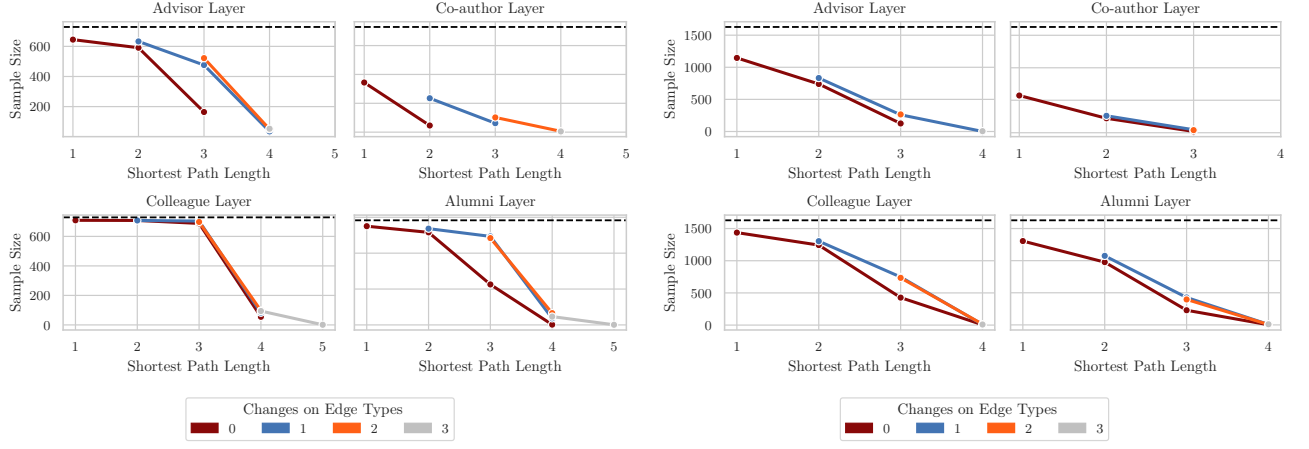 Advisor Layer
Sample Size
600
400
200
1 2 3 4 5
Shortest Path Length
Co-author Layer
1 2 3 4 5
Shortest Path Length
Colleague Layer
Sample Size
600
400
200
0
1 2 3 4 5
Shortest Path Length
Alumni Layer
1 2 3 4 5
Shortest Path Length
Changes on Edge Types
0 1 2 3
Advisor Layer
Sample Size
1500
1000
500
0
1 2 3 4
Shortest Path Length
Co-author Layer
1 2 3 4
Shortest Path Length
Colleague Layer
Sample Size
1500
1000
500
0
1 2 3 4
Shortest Path Length
Alumni Layer
1 2 3 4
Shortest Path Length
Changes on Edge Types
0 1 2 3